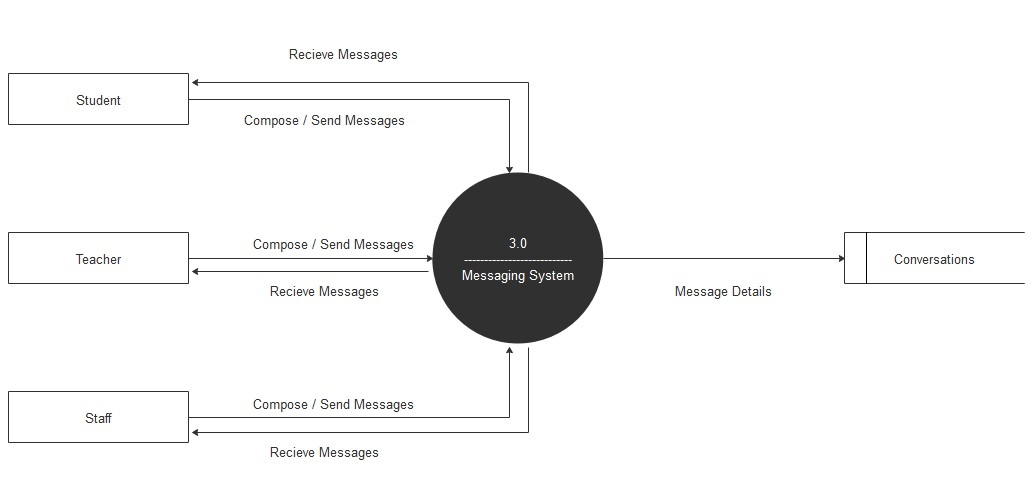 Recieve Messages
Student
Compose / Send Messages
3.0
---------------------------
Messaging System
Teacher
Compose / Send Messages
Recieve Messages
Conversations
Message Details
Staff
Compose / Send Messages
Recieve Messages